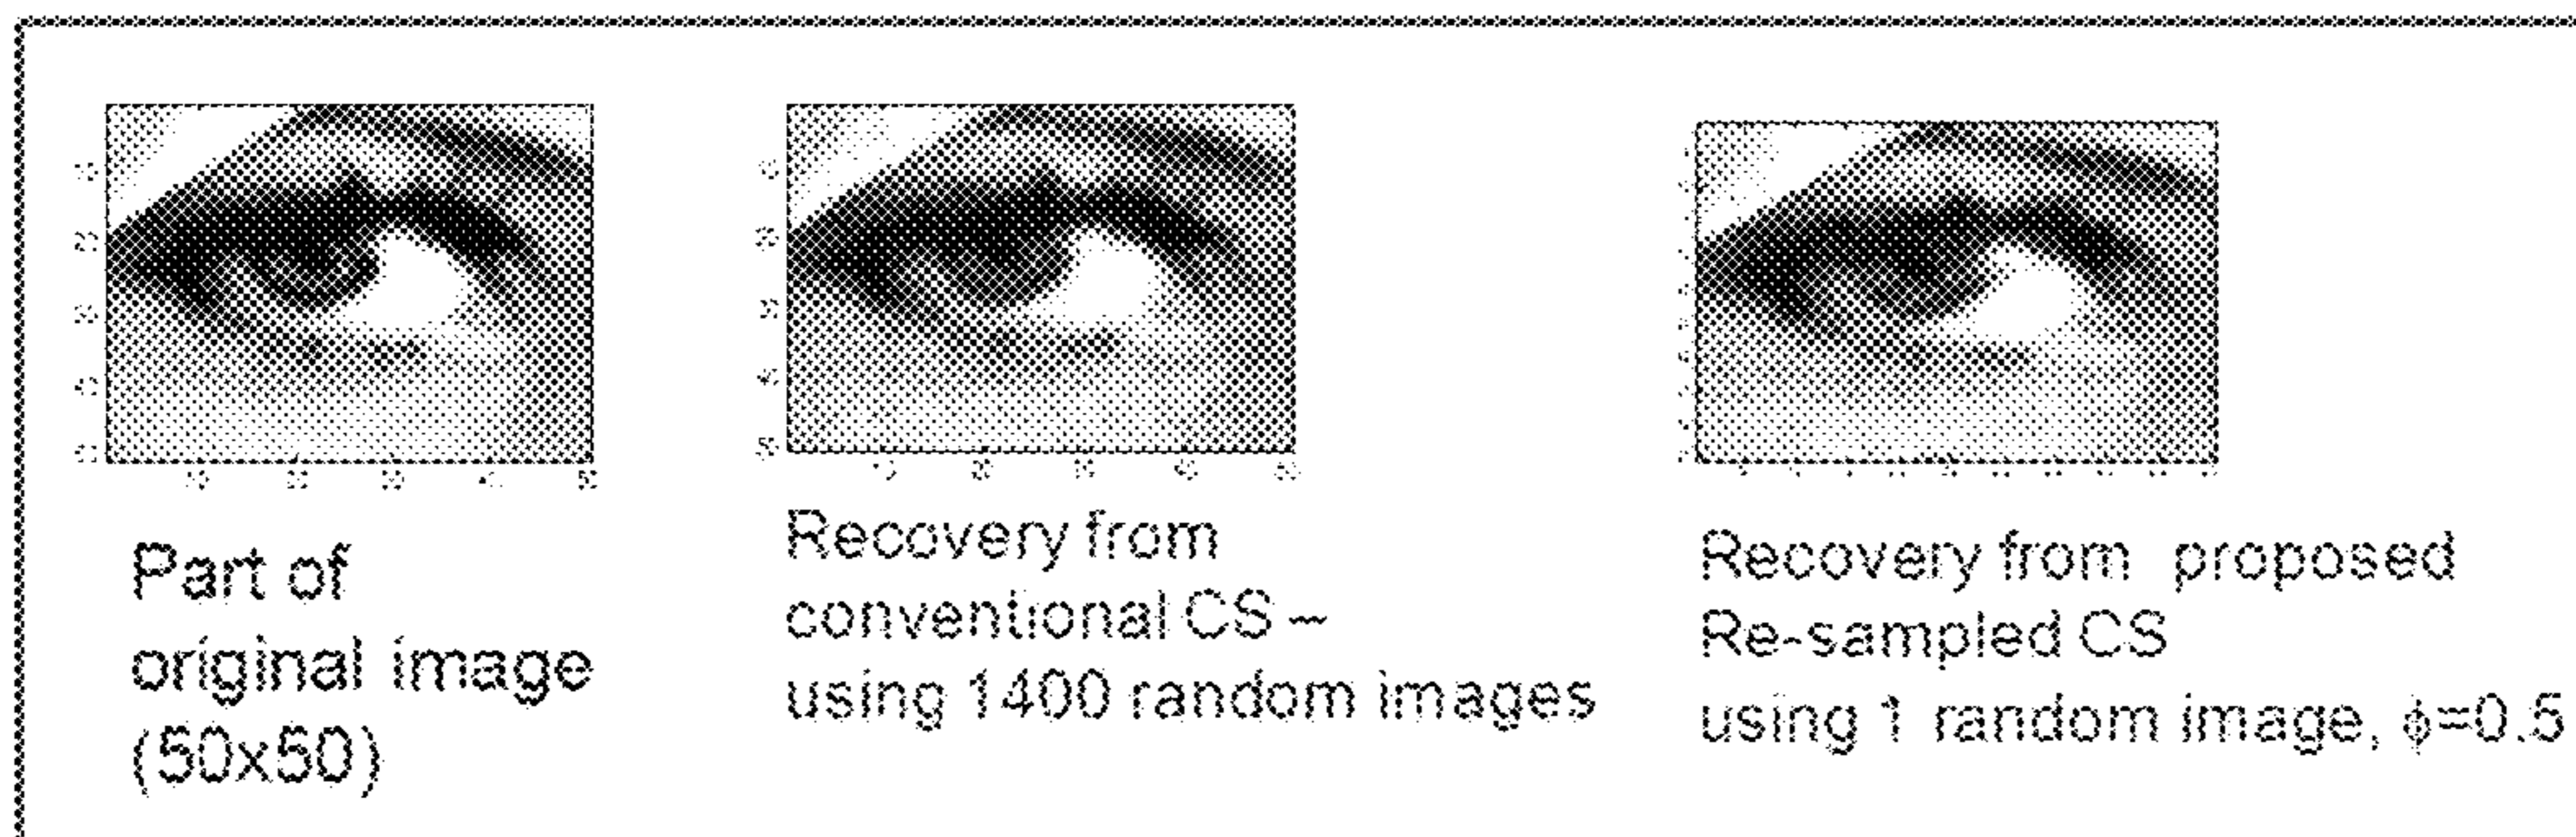 Part of
original image
(50x50)
Recovery from
conventional CS –
using 1400 random images
Recovery from proposed
Re-sampled CS
using 1 random image, ϕ=0.5